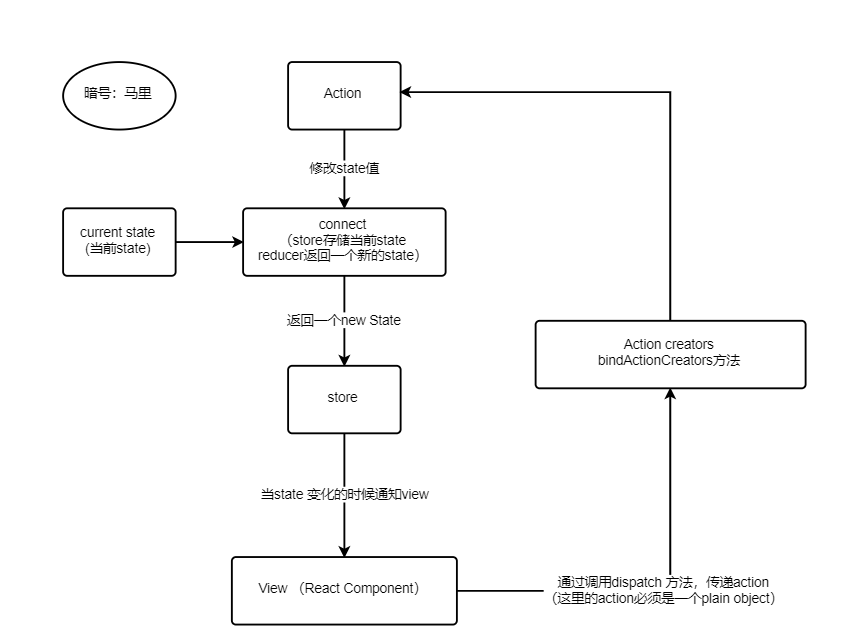 暗号：马里
Action
修改state值
current state
(当前state)
connect
（store存储当前state
reducer返回一个新的state）
返回一个new State
Action creators
bindActionCreators方法
store
当state 变化的时候通知view
View （React Component）
通过调用dispatch 方法，传递action
（这里的action必须是一个plain object）